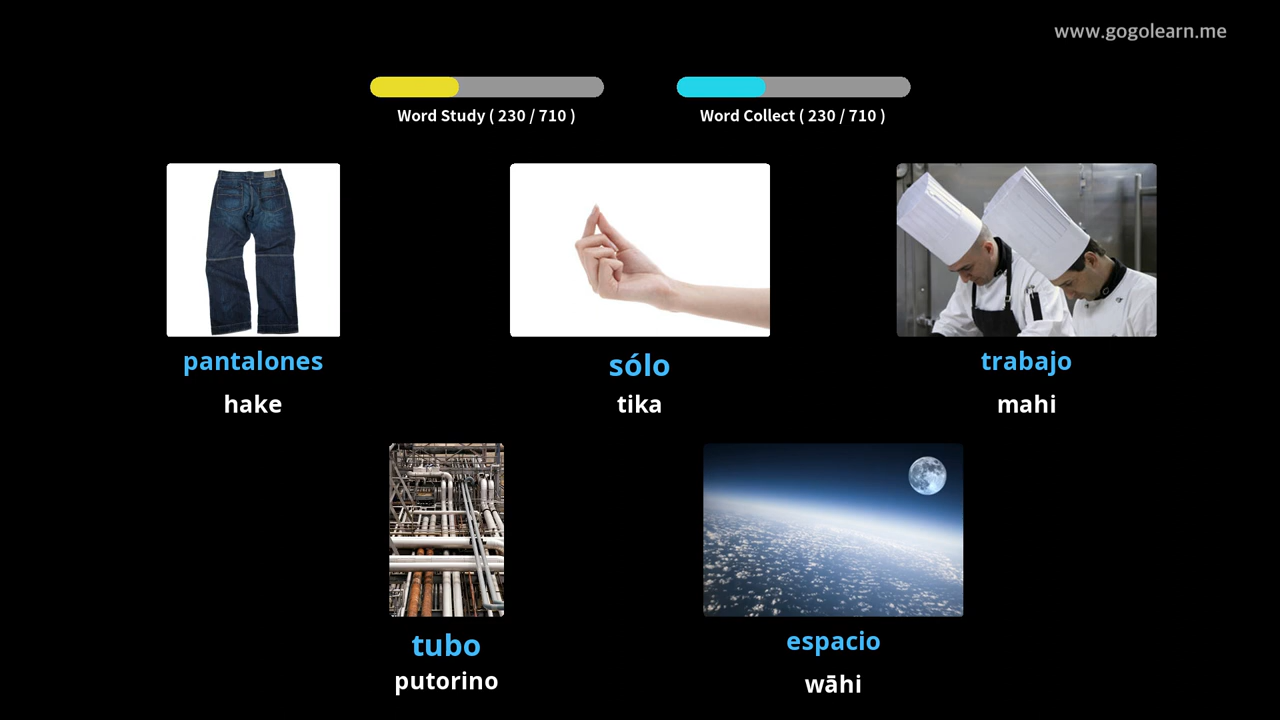 www.gogolearn.me
Word Study ( 230 / 710 )
Word Collect ( 230 / 710 )
pantalones
hake
sólo
tika
trabajo
mahi
tubo
putorino
espacio
wāhi